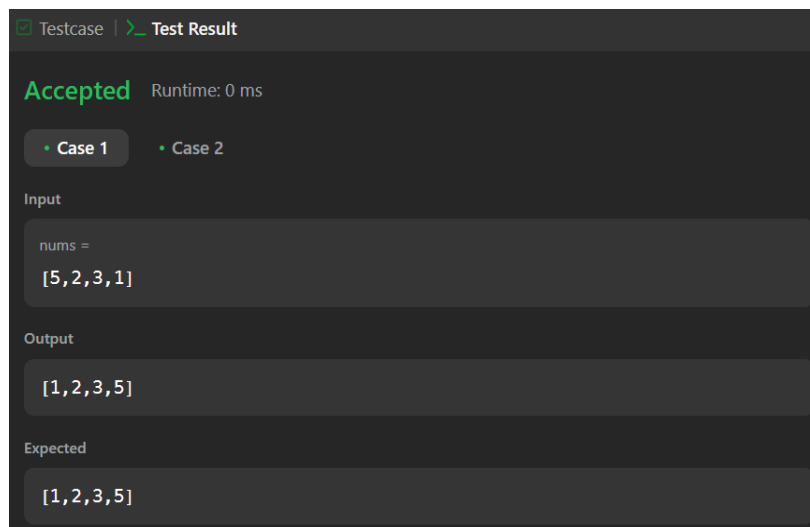 Testcase | >_ Test Result
Accepted Runtime: 0 ms
• Case 1 • Case 2
Input
nums =
[5,2,3,1]
Output
[1,2,3,5]
Expected
[1,2,3,5]